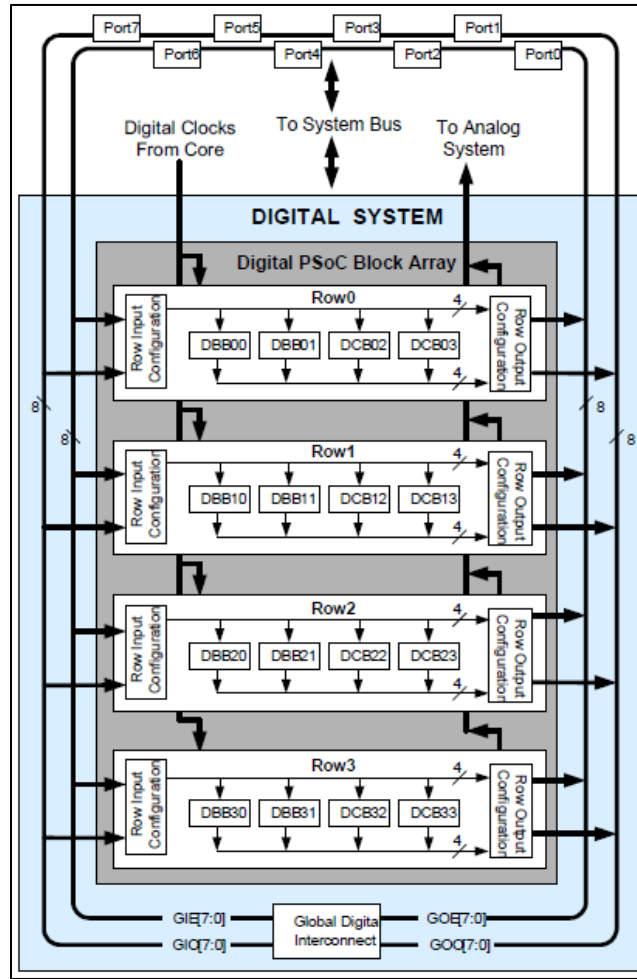 Port7 Port5 Port3 Port1
Port6 Port4 Port2 Port0
Digital Clocks
From Core
To System Bus
To Analog
System
DIGITAL SYSTEM
Digital PSoC Block Array
Row Input
Configuration
Row0
4
DBB00 DBB01 DCB02 DCB03
4
Row Output
Configuration
8
8
8
8
Row Input
Configuration
Row1
4
DBB10 DBB11 DCB12 DCB13
4
Row Output
Configuration
Row Input
Configuration
Row2
4
DBB20 DBB21 DCB22 DCB23
4
Row Output
Configuration
Row Input
Configuration
Row3
4
DBB30 DBB31 DCB32 DCB33
4
Row Output
Configuration
GIE[7:0]
GIO[7:0]
Global Digital
Interconnect
GOE[7:0]
GOO[7:0]